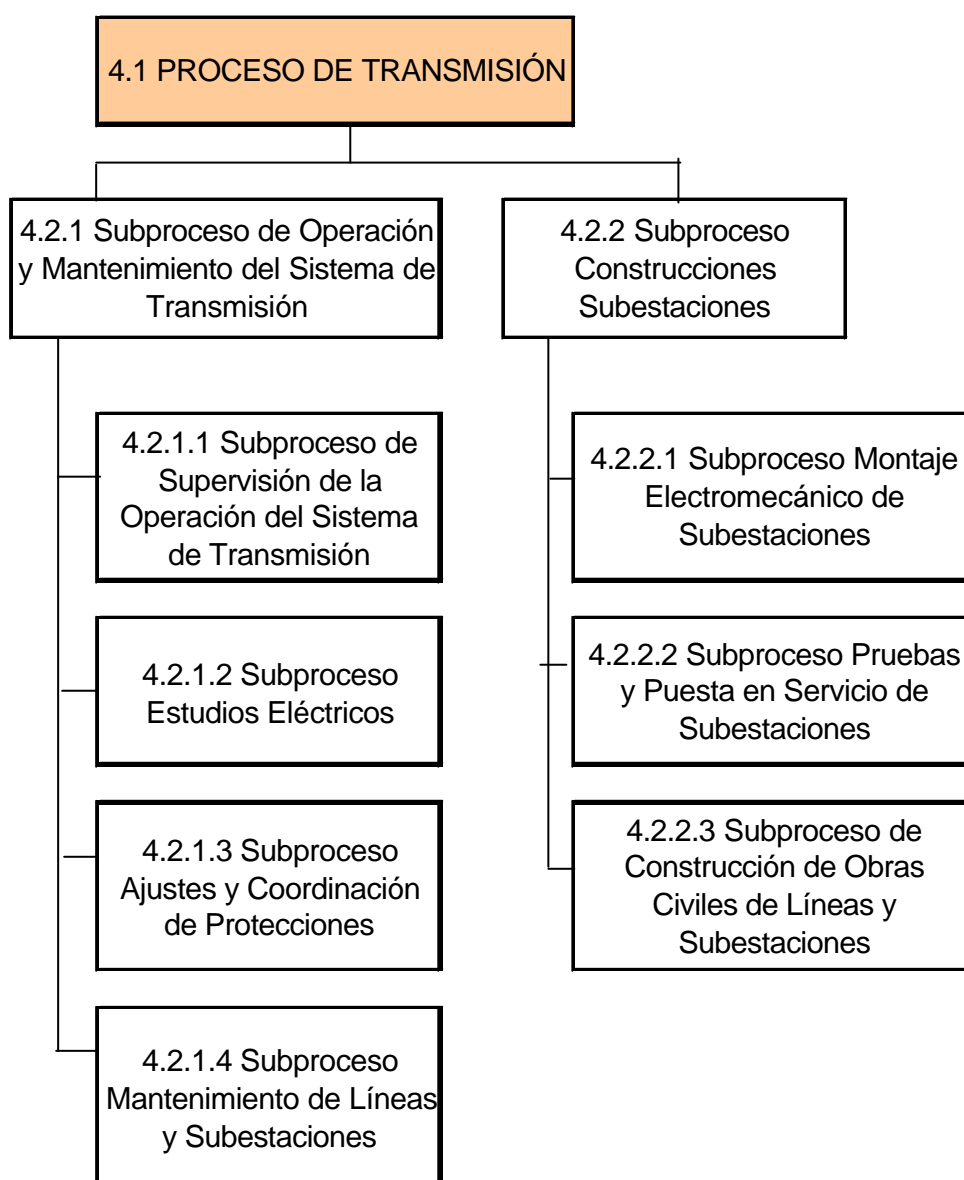 4.1 PROCESO DE TRANSMISIÓN
4.2.1 Subproceso de Operación
y Mantenimiento del Sistema de
Transmisión
4.2.2 Subproceso
Construcciones
Subestaciones
4.2.1.1 Subproceso de
Supervisión de la
Operación del Sistema
de Transmisión
4.2.1.2 Subproceso
Estudios Eléctricos
4.2.1.3 Subproceso
Ajustes y Coordinación
de Protecciones
4.2.1.4 Subproceso
Mantenimiento de Líneas
y Subestaciones
4.2.2.1 Subproceso Montaje
Electromecánico de
Subestaciones
4.2.2.2 Subproceso Pruebas
y Puesta en Servicio de
Subestaciones
4.2.2.3 Subproceso de
Construcción de Obras
Civiles de Líneas y
Subestaciones